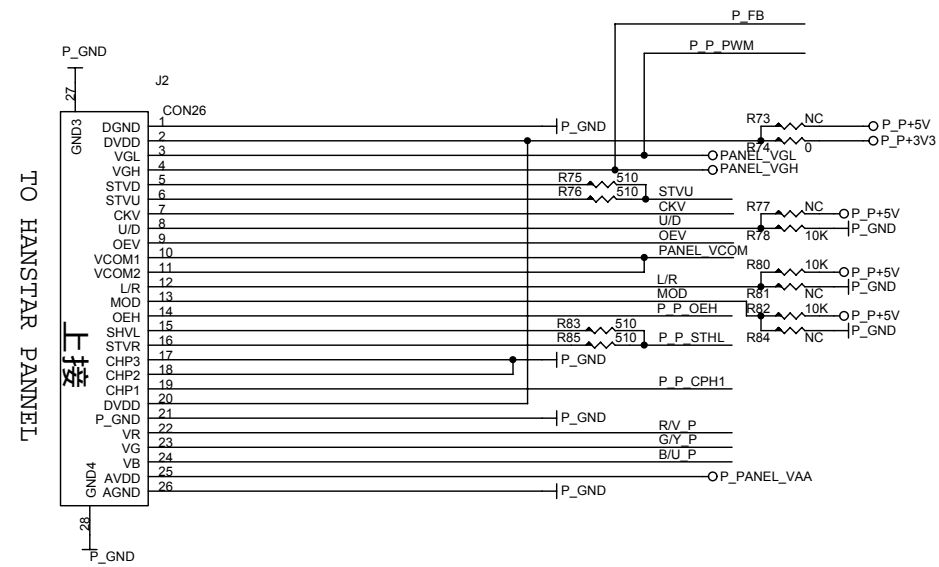 P_FB
P_P_PWM
P_GND
27
GND3
J2
CON26
DGND 1 P_GND
DVDD 2
VGL 3 PANEL_VGL
VGH 4 PANEL_VGH
R73 NC P_P+5V
R74 0 P_P+3V3
STVD 5 R75 510
STVU 6 R76 510 STVU
CKV 7 CKV
U/D 8 U/D
R77 NC P_P+5V
R78 10K P_GND
OEV 9 OEV
VCOM1 10 PANEL_VCOM
VCOM2 11
L/R 12 L/R
R80 10K P_P+5V
R81 NC P_GND
MOD 13 MOD
R82 10K P_P+5V
R84 NC P_GND
OEH 14 P_P_OEH
SHVL 15 R83 510
STVR 16 R85 510 P_P_STHL
CHP3 17 P_GND
CHP2 18
CHP1 19 P_P_CPH1
DVDD 20
P_GND 21 P_GND
VR 22 R/V_P
VG 23 G/Y_P
VB 24 B/U_P
AVDD 25 P_PANEL_VAA
AGND 26 P_GND
GND4
28
P_GND
上接
TO HANSTAR PANNEL